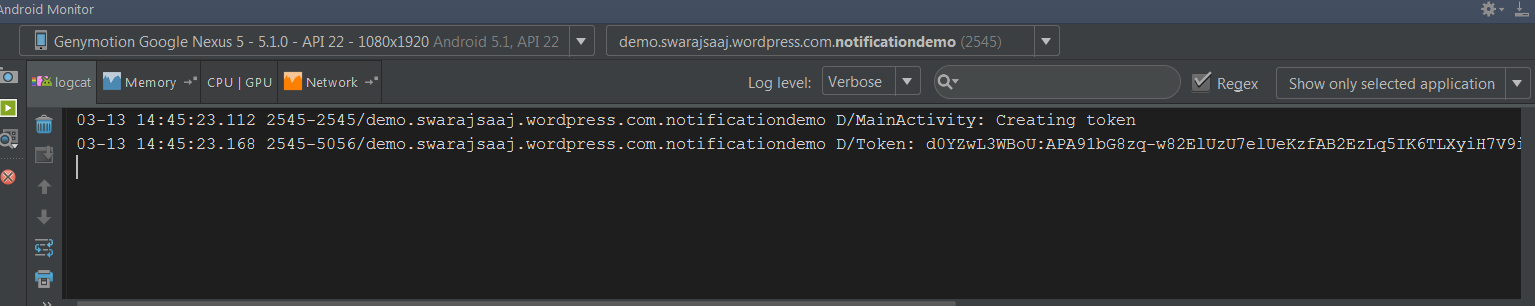 Android Monitor
Genymotion Google Nexus 5 - 5.1.0 - API 22 - 1080x1920 Android 5.1, API 22
demo.swarajsaaj.wordpress.com.notificationdemo (2545)
logcat Memory CPU | GPU Network Log level: Verbose Regex Show only selected application
03-13 14:45:23.112 2545-2545/demo.swarajsaaj.wordpress.com.notificationdemo D/MainActivity: Creating token
03-13 14:45:23.168 2545-5056/demo.swarajsaaj.wordpress.com.notificationdemo D/Token: d0YZwL3WBoU:APA91bG8zq-w82ElUzU7elUeKzfAB2EzLq5IK6TLXyiH7V9i